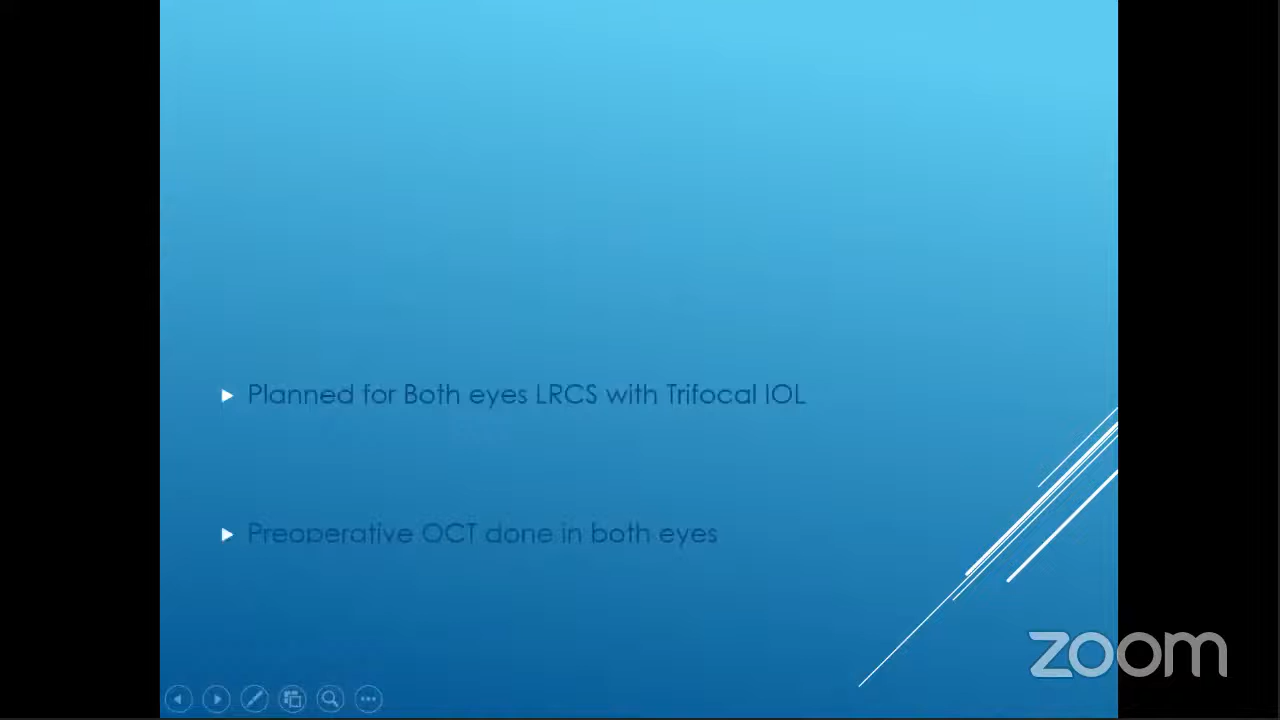 Planned for Both eyes LRCS with Trifocal IOL
Preoperative OCT done in both eyes
zoom